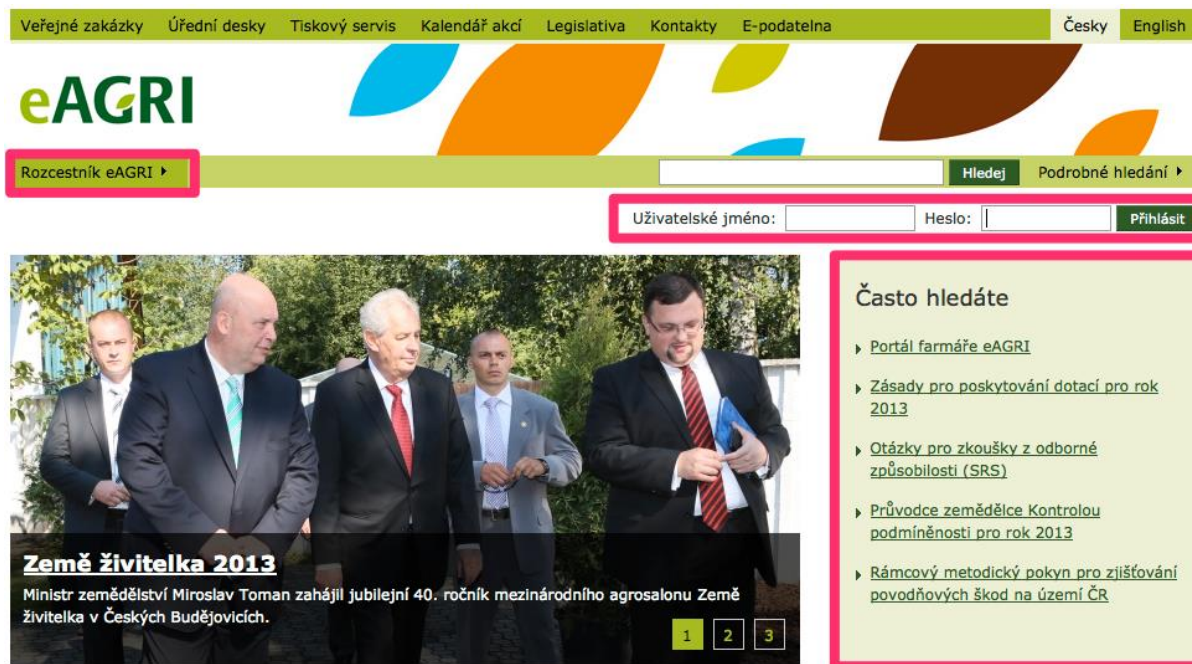 Veřejné zakázky Úřední desky Tiskový servis Kalendář akcí Legislativa Kontakty E-podatelna Česky English
eAGRI
Rozcestník eAGRI Hledej Podrobné hledání
Uživatelské jméno: Heslo: Přihlásit
Země živitelka 2013
Ministr zemědělství Miroslav Toman zahájil jubilejní 40. ročník mezinárodního agrosalonu Země
živitelka v Českých Budějovicích.
1 2 3
Často hledáte
Portál farmáře eAGRI
Zásady pro poskytování dotací pro rok
2013
Otázky pro zkoušky z odborné
způsobilosti (SRS)
Průvodce zemědělce Kontrolou
podmíněnosti pro rok 2013
Rámcový metodický pokyn pro zjišťování
povodňových škod na území ČR